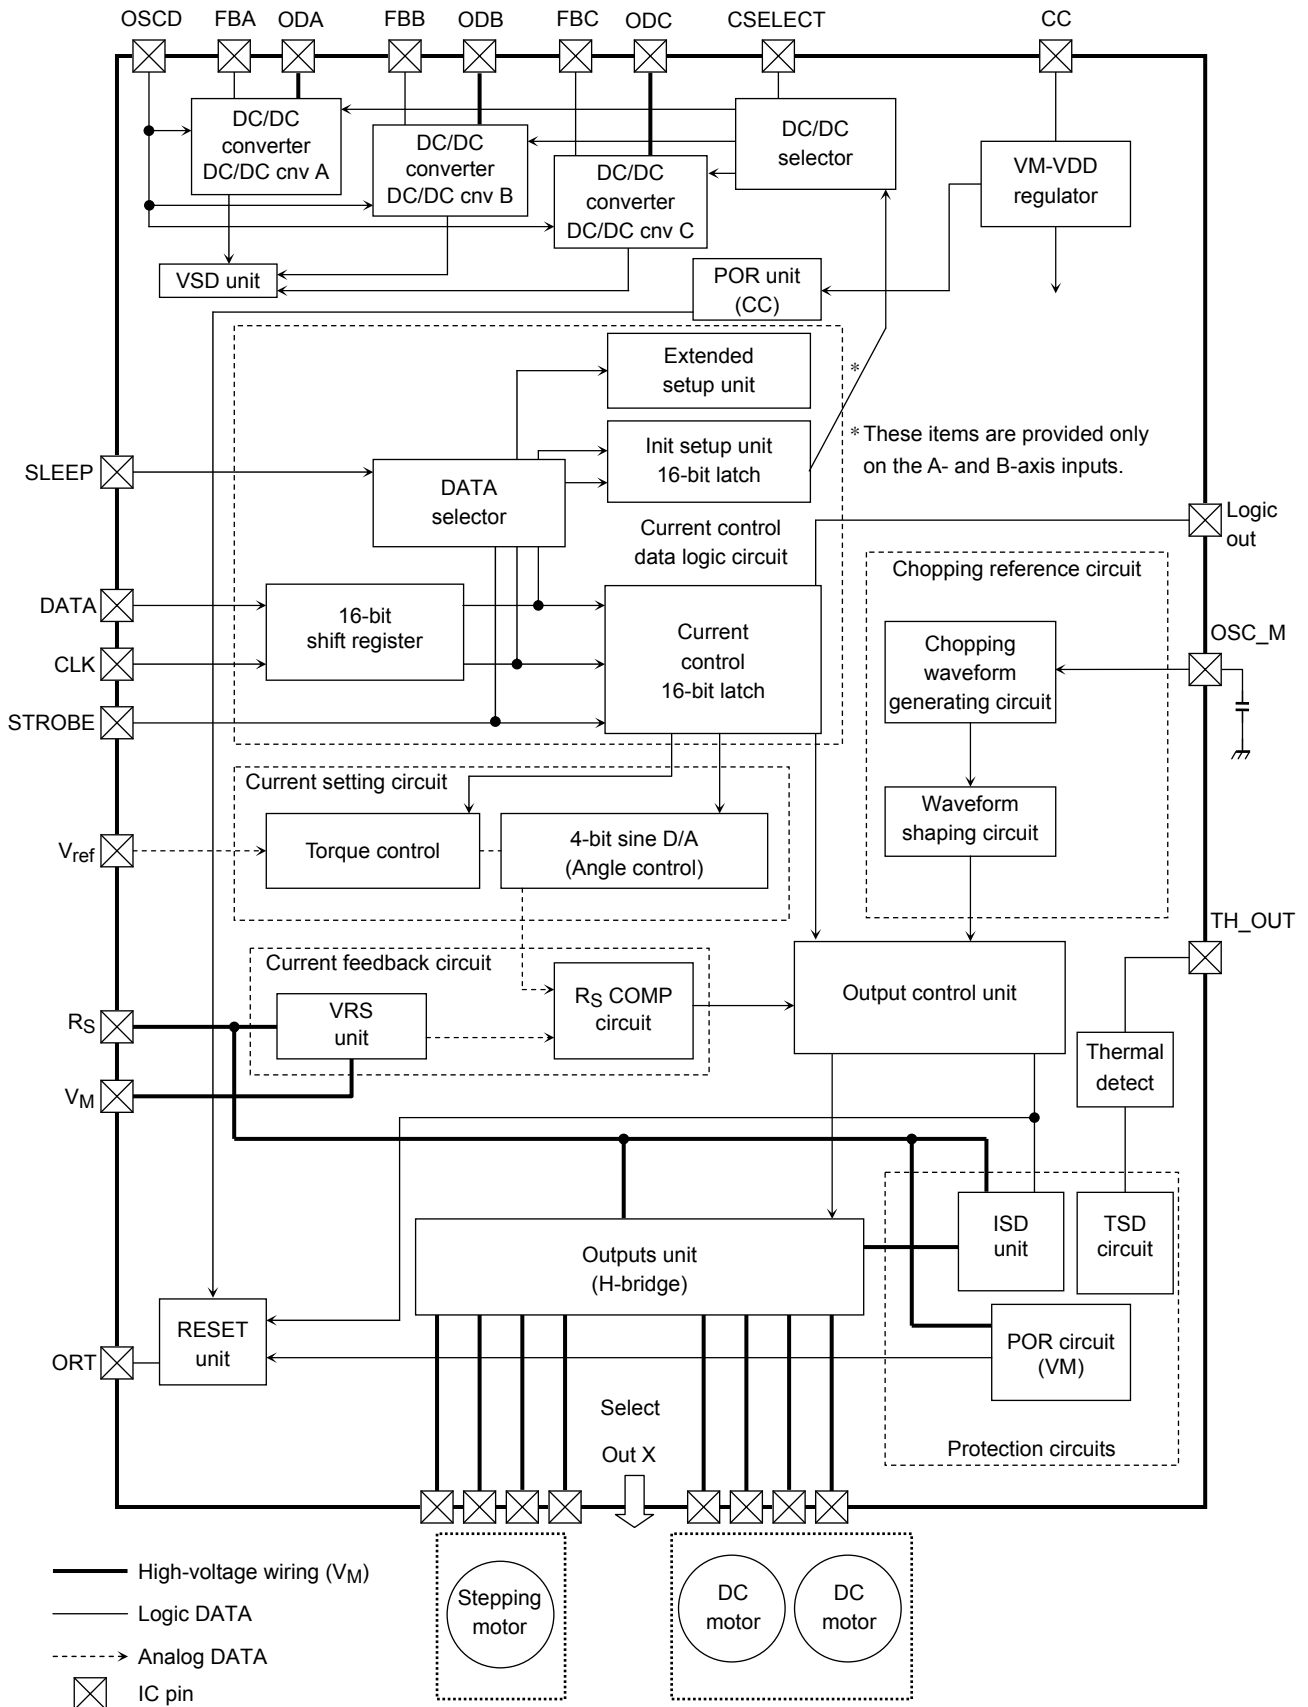 OSCD FBA ODA FBB ODB FBC ODC CSELECT CC
DC/DC
converter
DC/DC cnv A
DC/DC
converter
DC/DC cnv B
DC/DC
converter
DC/DC cnv C
DC/DC
selector
VM-VDD
regulator
VSD unit
POR unit
(CC)
Extended
setup unit
*
* These items are provided only
on the A- and B-axis inputs.
Init setup unit
16-bit latch
SLEEP
DATA
selector
Current control
data logic circuit
Logic
out
Chopping reference circuit
DATA
CLK
STROBE
16-bit
shift register
Current
control
16-bit latch
OSC_M
Chopping
waveform
generating circuit
Current setting circuit
Waveform
shaping circuit
Vref
Torque control
4-bit sine D/A
(Angle control)
TH_OUT
Current feedback circuit
RS
VRS
unit
RS COMP
circuit
Output control unit
Thermal
detect
VM
ISD
unit
TSD
circuit
Outputs unit
(H-bridge)
RESET
unit
ORT
POR circuit
(VM)
Protection circuits
Select
Out X
Stepping
motor
DC
motor
DC
motor
High-voltage wiring (VM)
Logic DATA
Analog DATA
IC pin